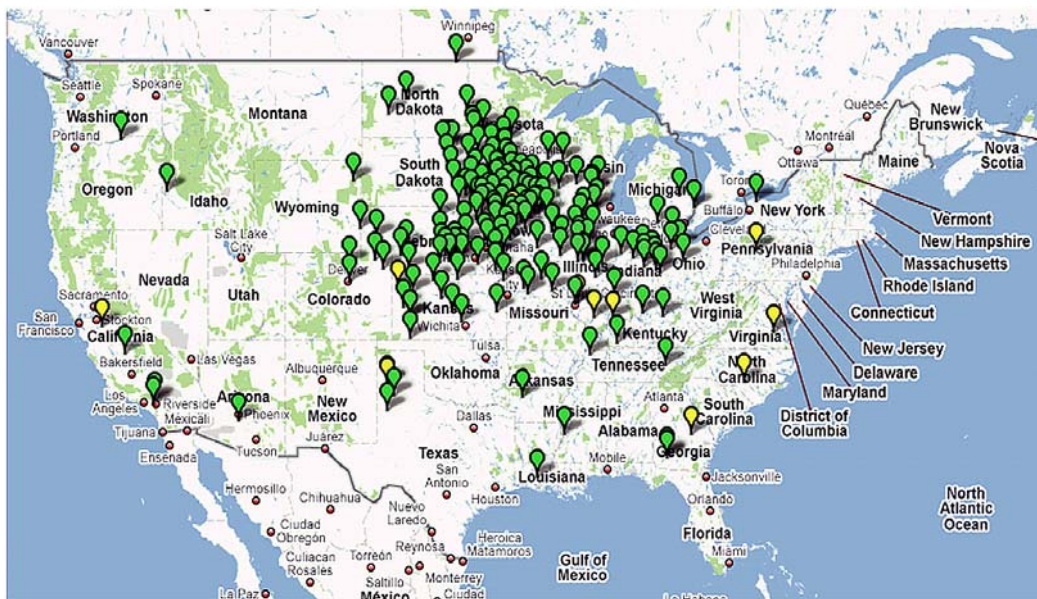 Winnipeg
Vancouver
Seattle
Spokane
Washington
Portland
Montana
North
Dakota
Québec
New
Brunswick
Montréal
Nova
Scotia
Ottawa
Maine
Oregon
Idaho
South
Dakota
Michigan
Wyoming
Buffalo
New York
Vermont
New Hampshire
Salt Lake
City
Pennsylvania
Massachusetts
Nevada
Philadelphia
Rhode Island
Denver
Illinois
Indiana
Ohio
Utah
Colorado
Kansas
Missouri
West
Virginia
Connecticut
Sacramento
San
Francisco
Stockton
California
Wichita
Kentucky
Virginia
New Jersey
Bakersfield
Las Vegas
Tulsa
Tennessee
North
Carolina
Delaware
Maryland
Albuquerque
Oklahoma
Arkansas
Los
Angeles
Riverside
Arizona
Phoenix
New
Mexico
Dallas
Mississippi
Atlanta
South
Carolina
District of
Columbia
Mexicali
Tijuana
Ensenada
Tucson
Juárez
Alabama
Georgia
Texas
Louisiana
Mobile
Jacksonville
San
Antonio
Houston
Hermosillo
Chihuahua
Orlando
North
Atlantic
Ocean
Ciudad
Obregón
Nuevo
Laredo
Florida
Culiacan
Rosales
Torreón
Reynosa
Heroica
Matamoros
Gulf of
Mexico
Miami
Saltillo
Monterrey
La Paz
México
Ciudad
La Habana